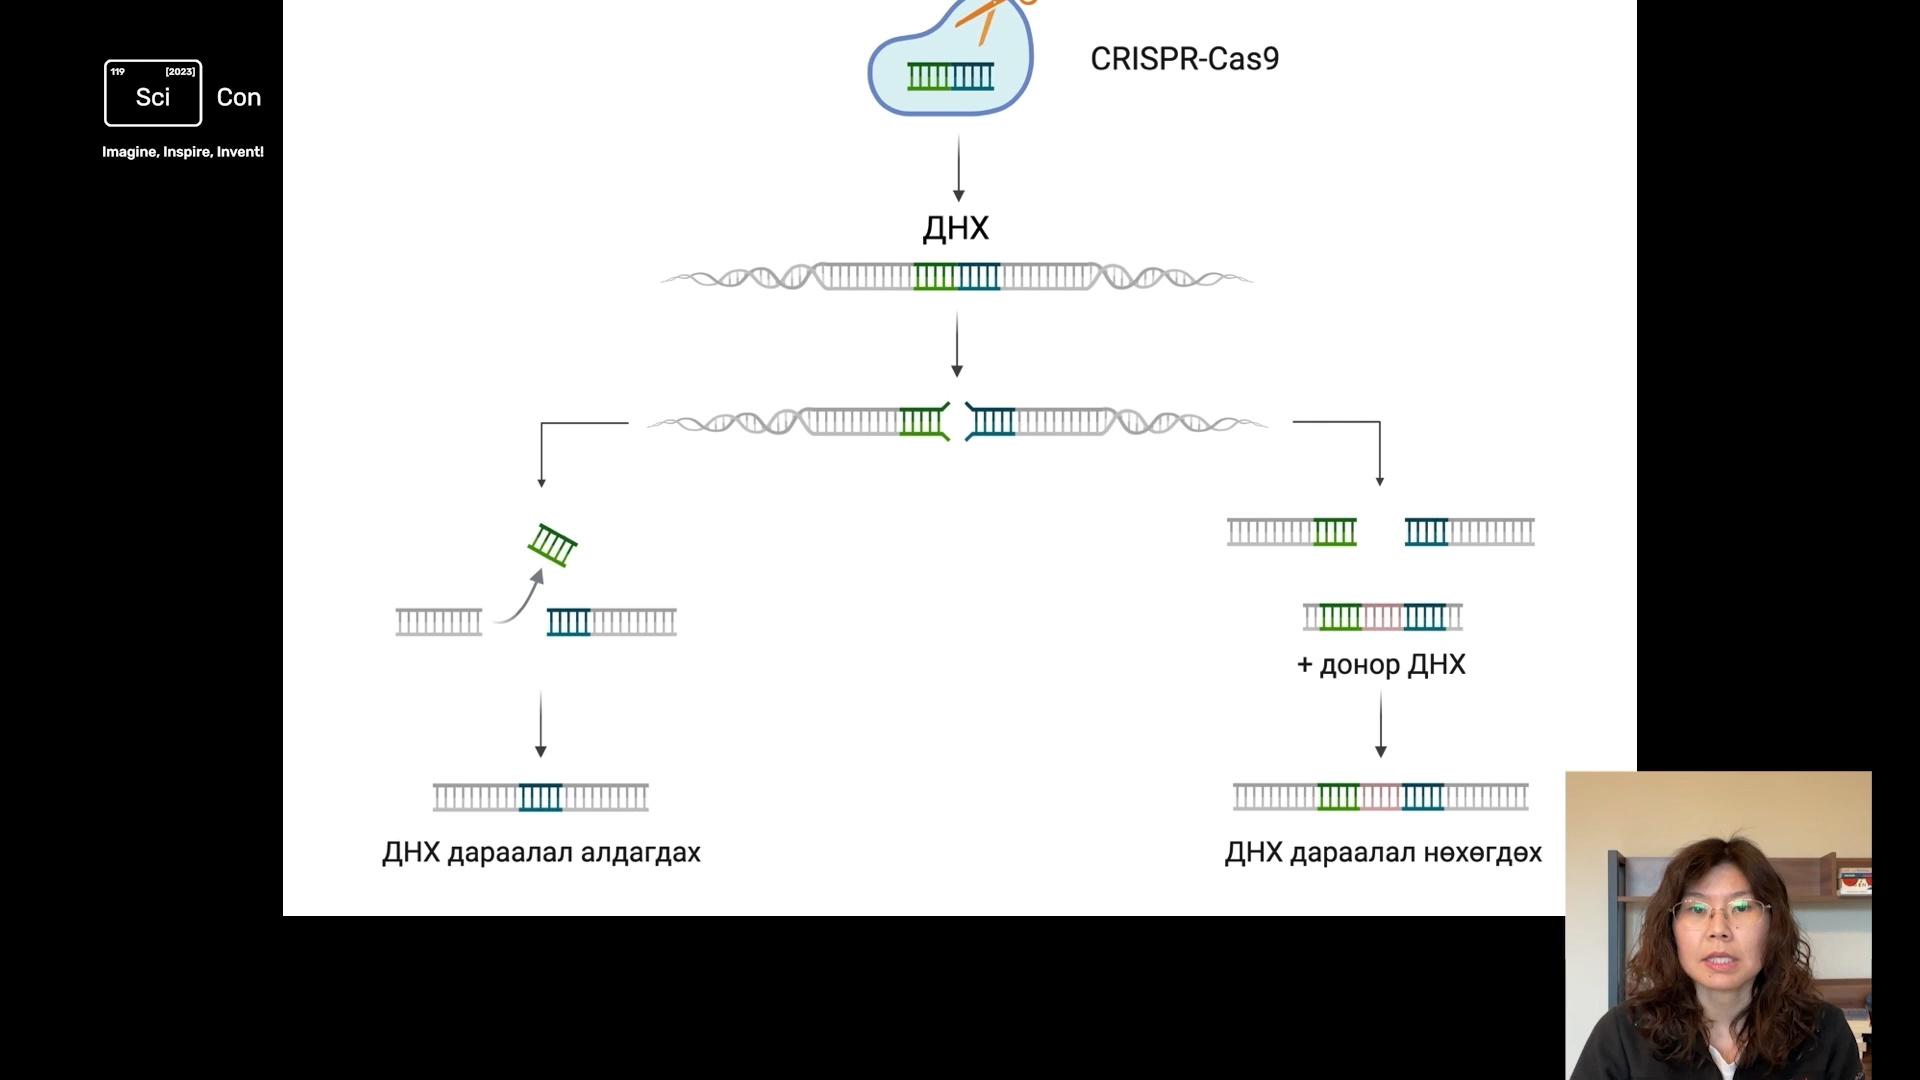 119 [2023]
Sci Con
Imagine, Inspire, Invent!
CRISPR-Cas9
ДНХ
+ донор ДНХ
ДНХ дараалал алдагдах
ДНХ дараалал нөхөгдөх